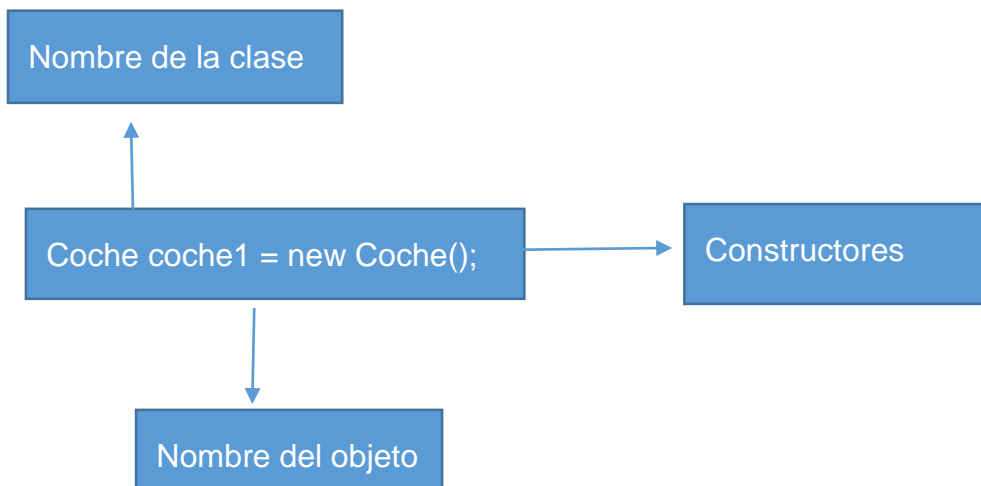 Nombre de la clase
Coche coche1 = new Coche();
Constructores
Nombre del objeto